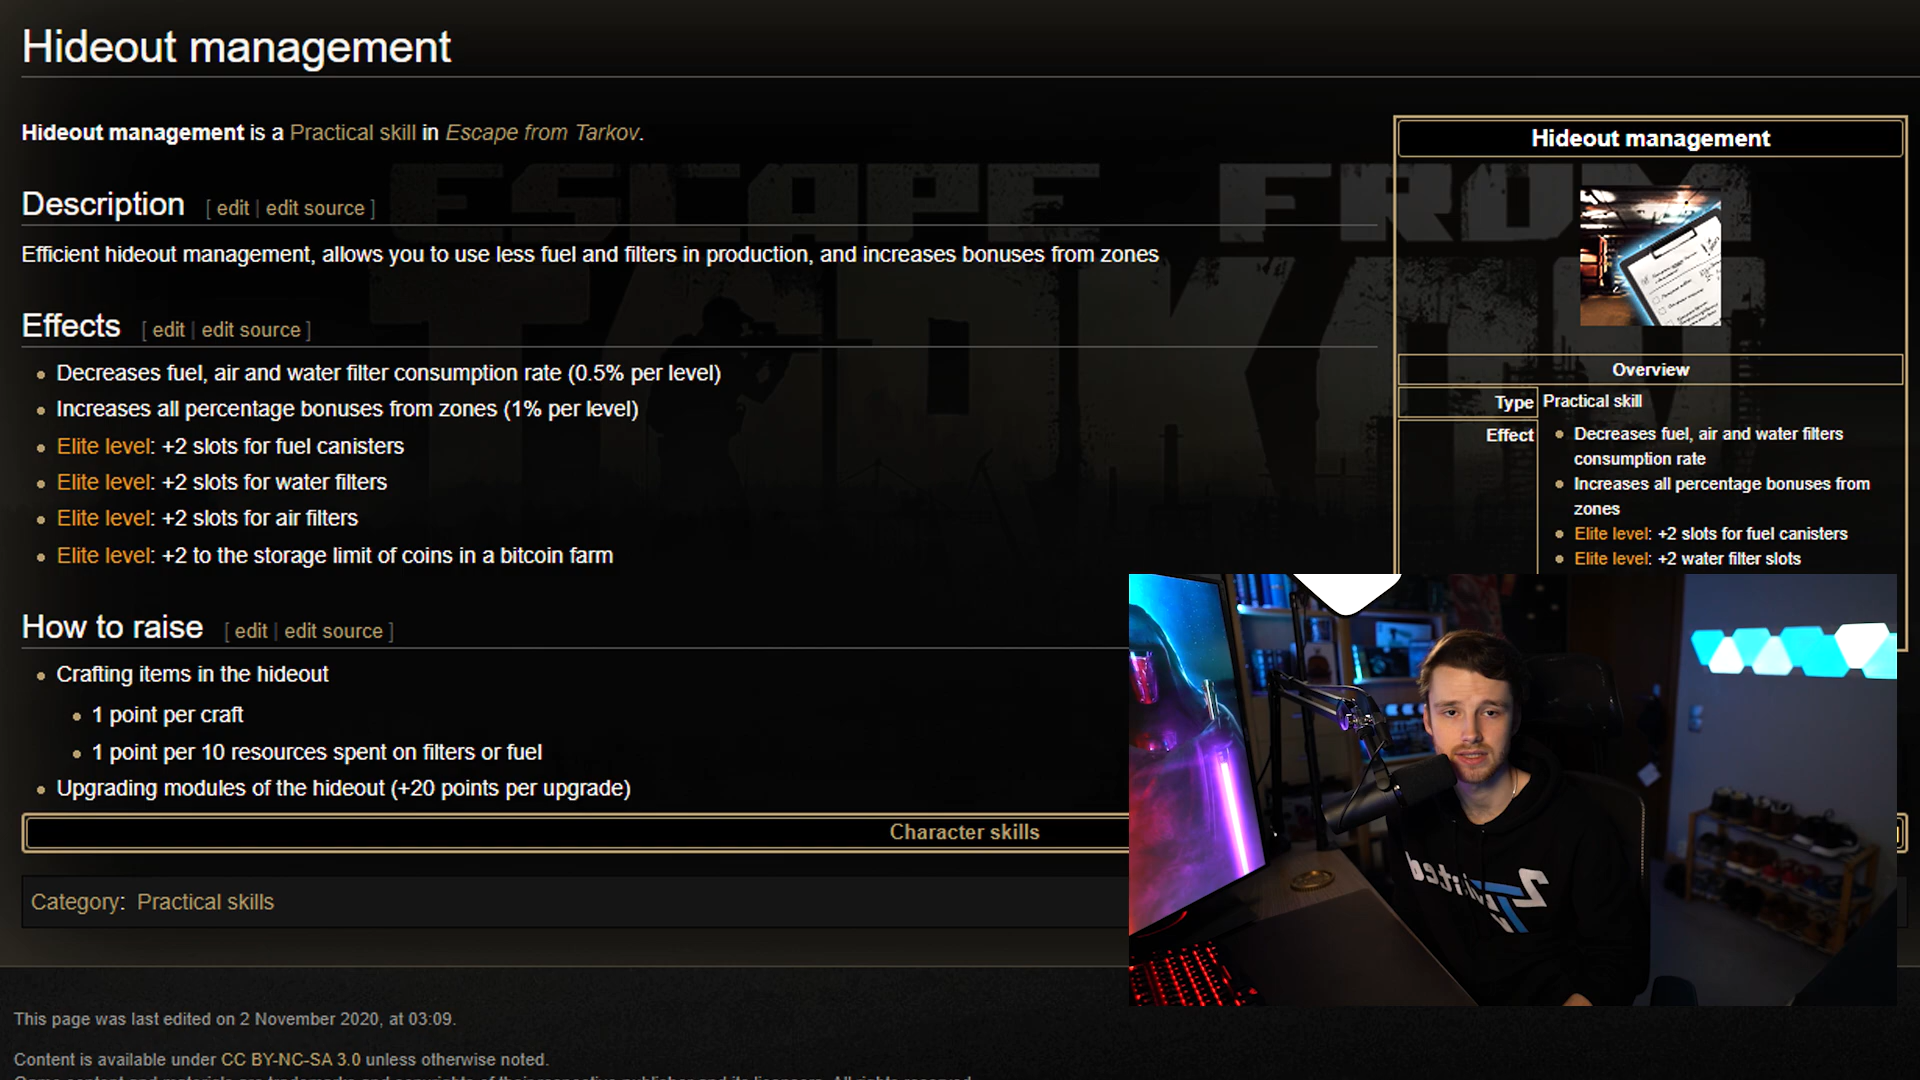 Hideout management
Hideout management is a Practical skill in Escape from Tarkov.
ESCAPE FROM
TARKOV
Description [ edit | edit source ]
Efficient hideout management, allows you to use less fuel and filters in production, and increases bonuses from zones
Effects [ edit | edit source ]
Decreases fuel, air and water filter consumption rate (0.5% per level)
Increases all percentage bonuses from zones (1% per level)
Elite level: +2 slots for fuel canisters
Elite level: +2 slots for water filters
Elite level: +2 slots for air filters
Elite level: +2 to the storage limit of coins in a bitcoin farm
How to raise [ edit | edit source ]
Crafting items in the hideout
1 point per craft
1 point per 10 resources spent on filters or fuel
Upgrading modules of the hideout (+20 points per upgrade)
Character skills
Category: Practical skills
This page was last edited on 2 November 2020, at 03:09.
Content is available under CC BY-NC-SA 3.0 unless otherwise noted.
Hideout management
Overview
Type Practical skill
Effect
Decreases fuel, air and water filters
consumption rate
Increases all percentage bonuses from
zones
Elite level: +2 slots for fuel canisters
Elite level: +2 water filter slots